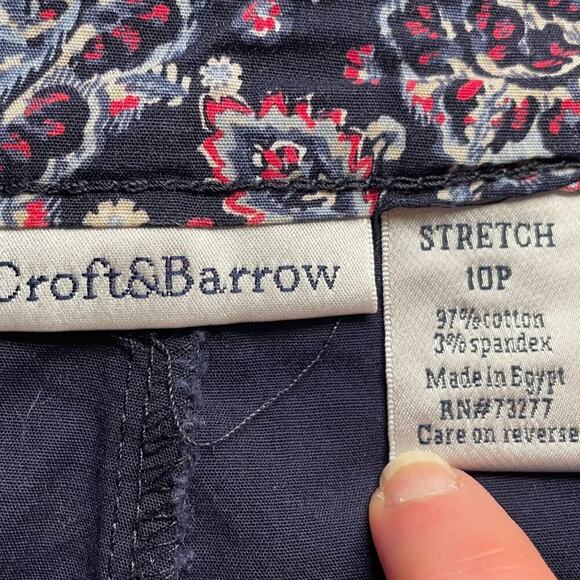 Croft&Barrow
STRETCH
10P
97%cotton
3%spandex
Made in Egypt
RN#73277
Care on reverse